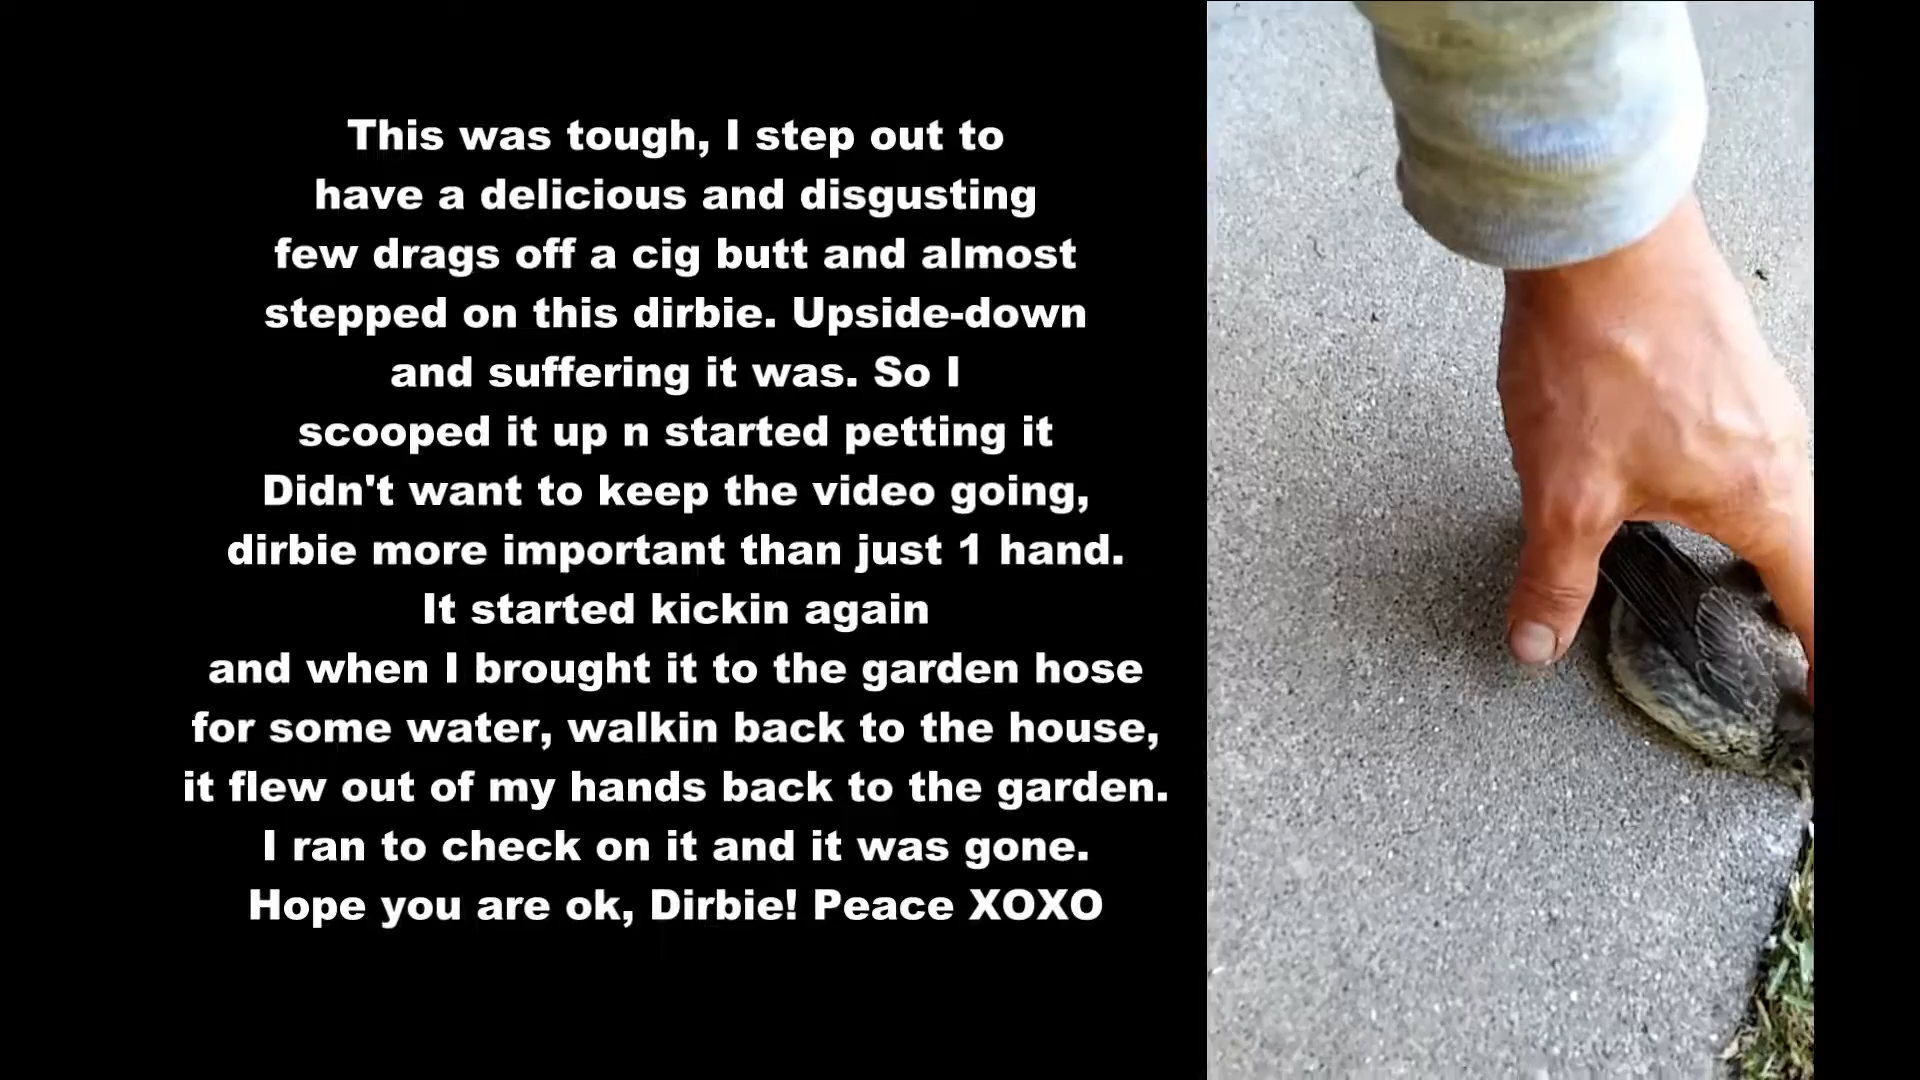 This was tough, I step out to
have a delicious and disgusting
few drags off a cig butt and almost
stepped on this dirbie. Upside-down
and suffering it was. So I
scooped it up n started petting it
Didn't want to keep the video going,
dirbie more important than just 1 hand.
It started kickin again
and when I brought it to the garden hose
for some water, walkin back to the house,
it flew out of my hands back to the garden.
I ran to check on it and it was gone.
Hope you are ok, Dirbie! Peace XOXO